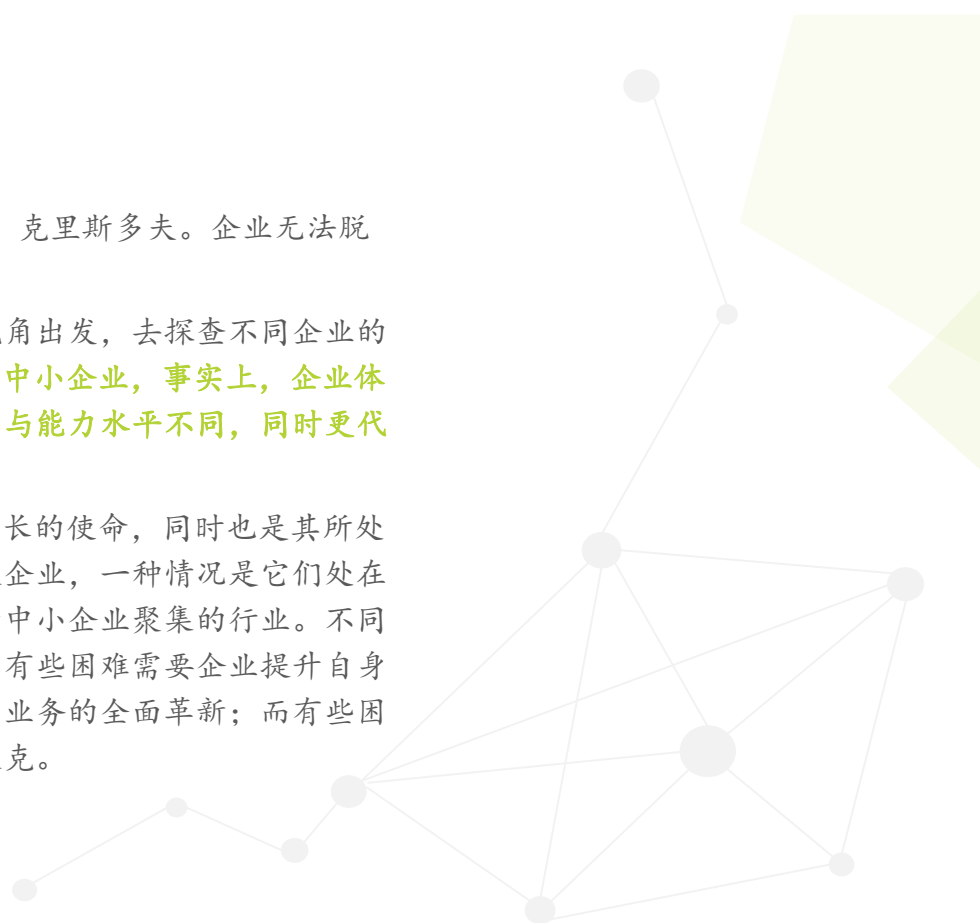 克里斯多夫。企业无法脱
角出发，去探查不同企业的
中小企业，事实上，企业体
与能力水平不同，同时更代
长的使命，同时也是其所处
企业，一种情况是它们处在
中小企业聚集的行业。不同
有些困难需要企业提升自身
业务的全面革新；而有些困
克。